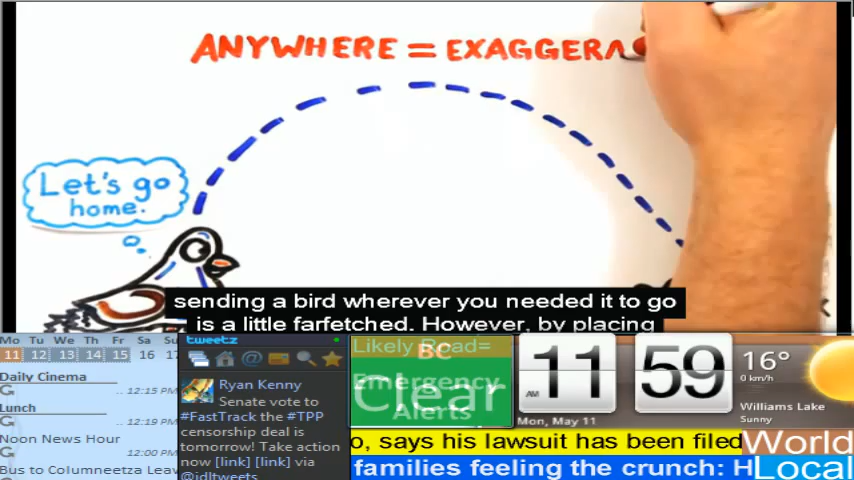 ANYWHERE = EXAGGERA
Let's go
home.
sending a bird wherever you needed it to go
is a little farfetched. However, by placing
Mo Tu We Th Fr Sa Su
11 12 13 14 15 16 17
Daily Cinema
.. 12:15 PM
Lunch
.. 12:19 PM
Noon News Hour
12:00 PM
Bus to Columneetza Leav
tweetz
Ryan Kenny
Senate vote to
#FastTrack the #TPP
censorship deal is
tomorrow! Take action
now [link] [link] via
@idltweets
Likely Road=
BC
Emergency
Clear
Alerts
AM
11 59
Mon, May 11
16°
0 km/h
Williams Lake
Sunny
o, says his lawsuit has been filed
World
families feeling the crunch: H
Local